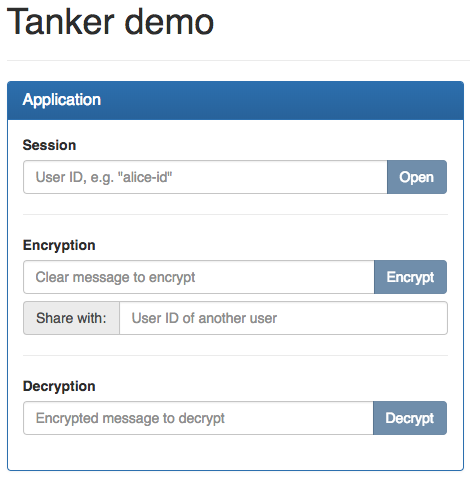 Tanker demo
Application
Session
User ID, e.g. "alice-id" Open
Encryption
Clear message to encrypt Encrypt
Share with: User ID of another user
Decryption
Encrypted message to decrypt Decrypt